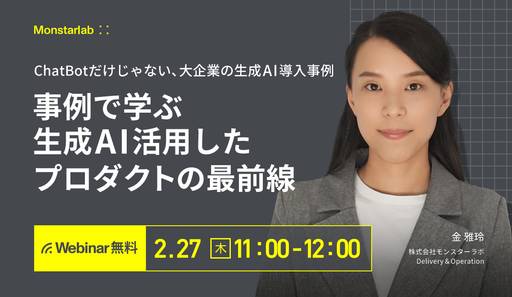 Monstarlab
ChatBotだけじゃない、大企業の生成AI導入事例
事例で学ぶ
生成AI活用した
プロダクトの最前線
Webinar無料 2.27 木 11:00-12:00
金 雅玲
株式会社モンスターラボ
Delivery & Operation